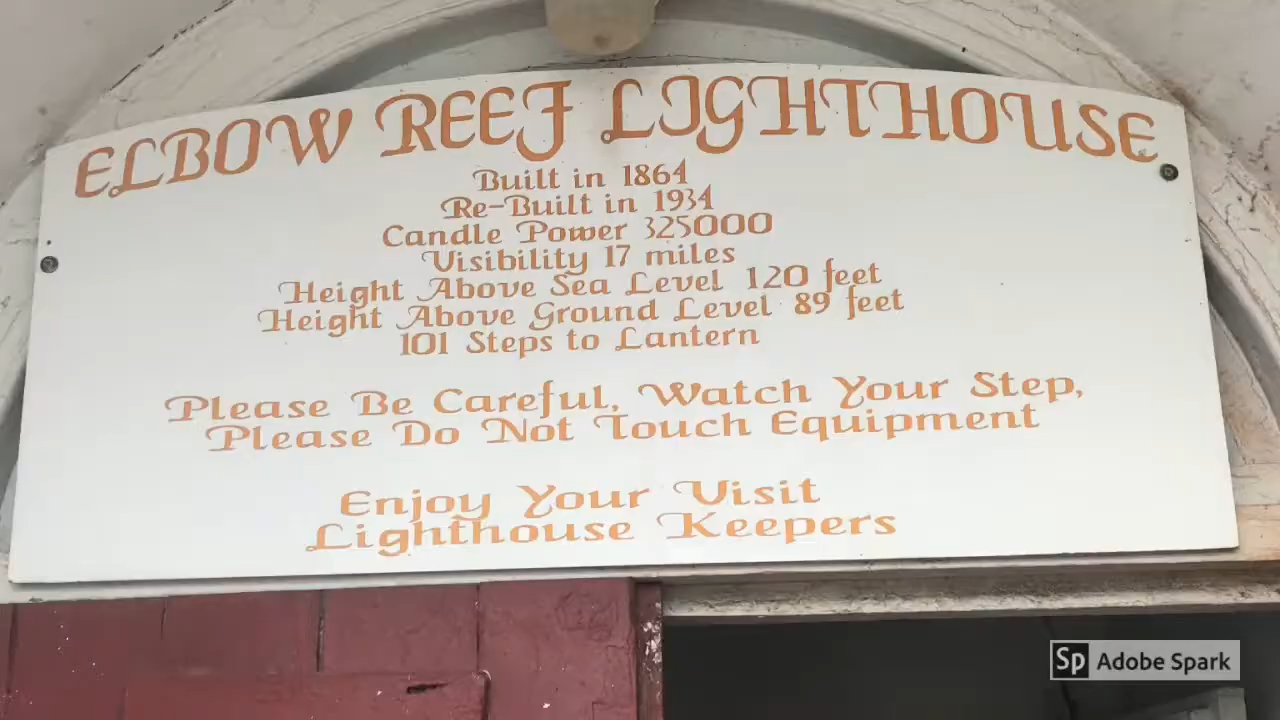 ELBOW REEF LIGHTHOUSE
Built in 1864
Re-Built in 1934
Candle Power 325000
Visibility 17 miles
Height Above Sea Level 120 feet
Height Above Ground Level 89 feet
101 Steps to Lantern
Please Be Careful, Watch Your Step,
Please Do Not Touch Equipment
Enjoy Your Visit
Lighthouse Keepers
Sp Adobe Spark